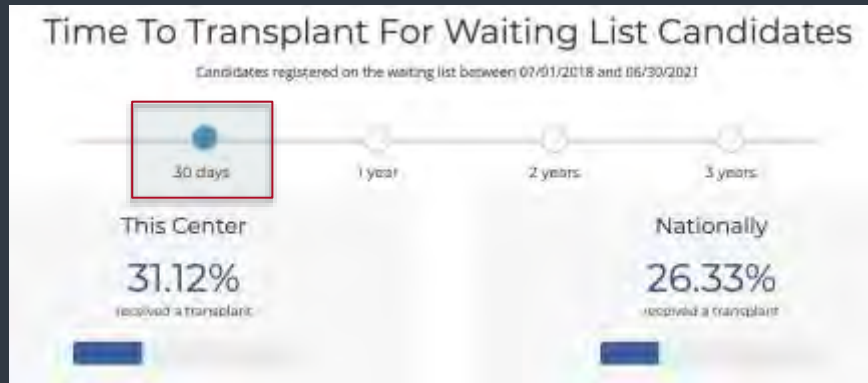 Time To Transplant For Waiting List Candidates
Candidates registered on the waiting list between 07/01/2018 and 06/30/2021
30 days 1 year 2 years 3 years
This Center Nationally
31.12% 26.33%
received a transplant received a transplant